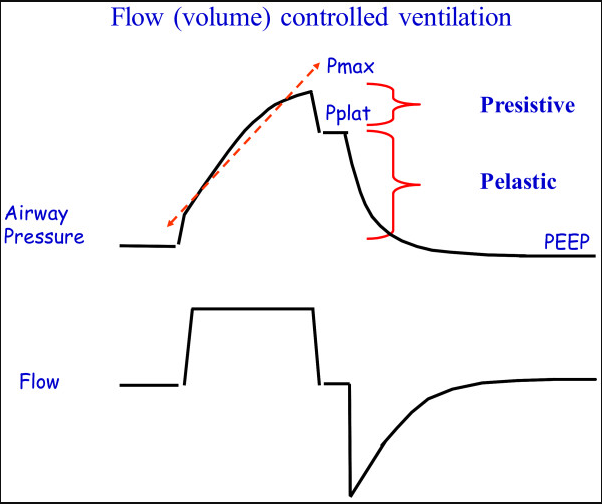 Flow (volume) controlled ventilation
Pmax
Presistive
Pplat
Pelastic
Airway
Pressure
PEEP
Flow